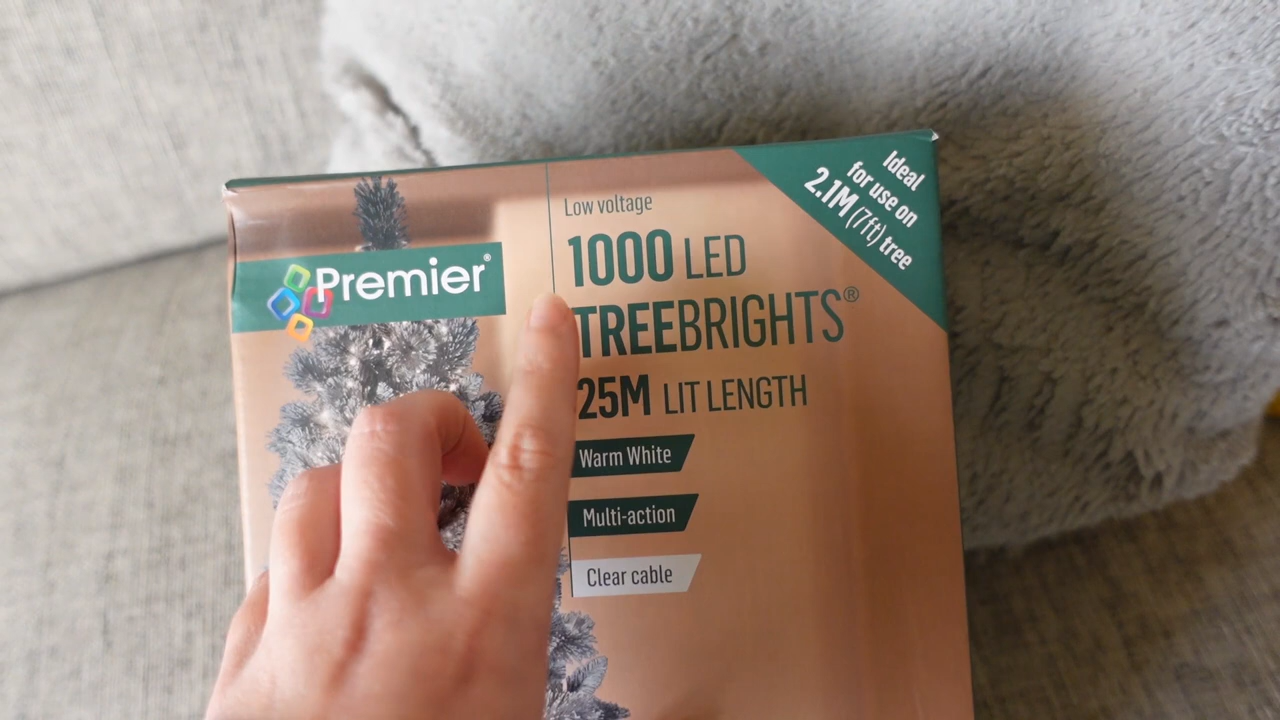 Premier®
Low voltage
1000 LED
TREEBRIGHTS®
25M LIT LENGTH
Warm White
Multi-action
Clear cable
Ideal
for use on
2.1M (7ft) tree